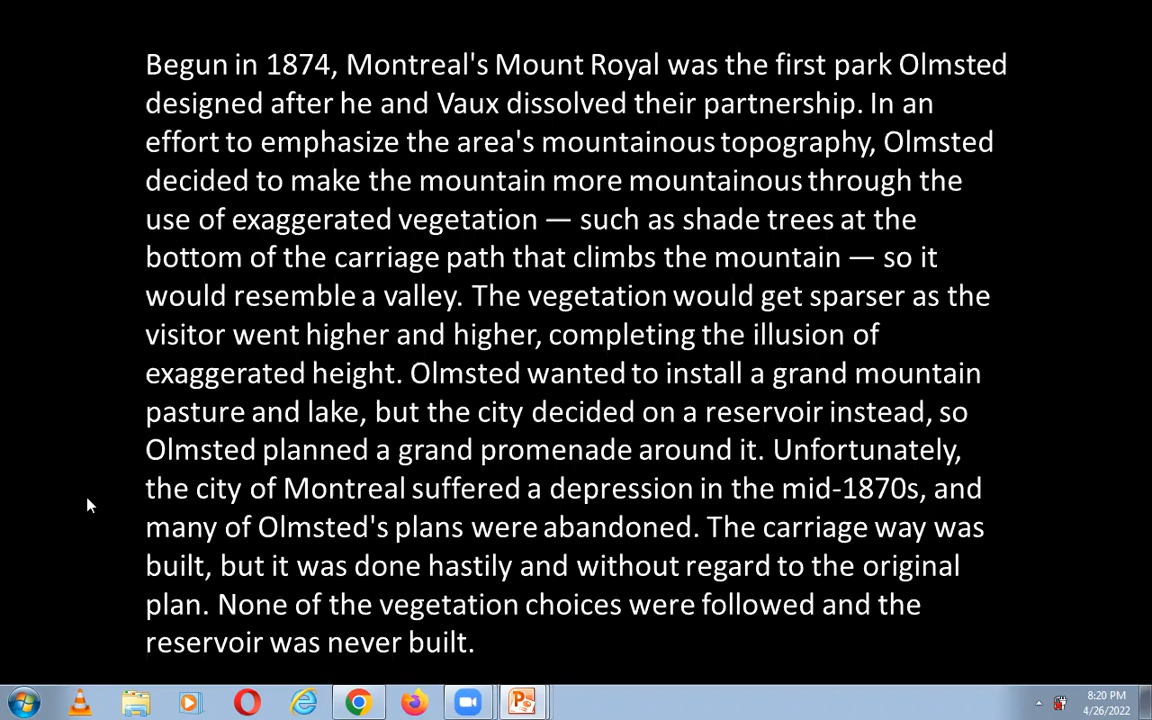 Begun in 1874, Montreal's Mount Royal was the first park Olmsted
designed after he and Vaux dissolved their partnership. In an
effort to emphasize the area's mountainous topography, Olmsted
decided to make the mountain more mountainous through the
use of exaggerated vegetation — such as shade trees at the
bottom of the carriage path that climbs the mountain — so it
would resemble a valley. The vegetation would get sparser as the
visitor went higher and higher, completing the illusion of
exaggerated height. Olmsted wanted to install a grand mountain
pasture and lake, but the city decided on a reservoir instead, so
Olmsted planned a grand promenade around it. Unfortunately,
the city of Montreal suffered a depression in the mid-1870s, and
many of Olmsted's plans were abandoned. The carriage way was
built, but it was done hastily and without regard to the original
plan. None of the vegetation choices were followed and the
reservoir was never built.
8:20 PM
4/26/2022